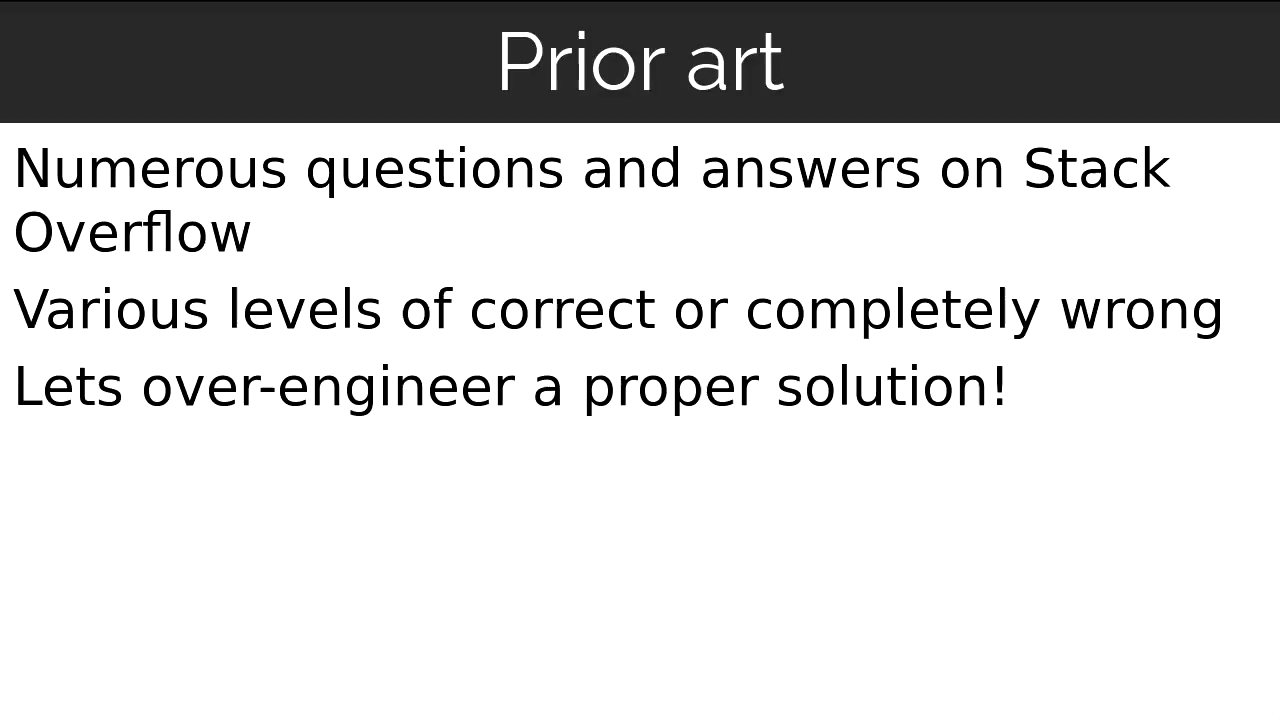 Prior art
Numerous questions and answers on Stack
Overflow
Various levels of correct or completely wrong
Lets over-engineer a proper solution!